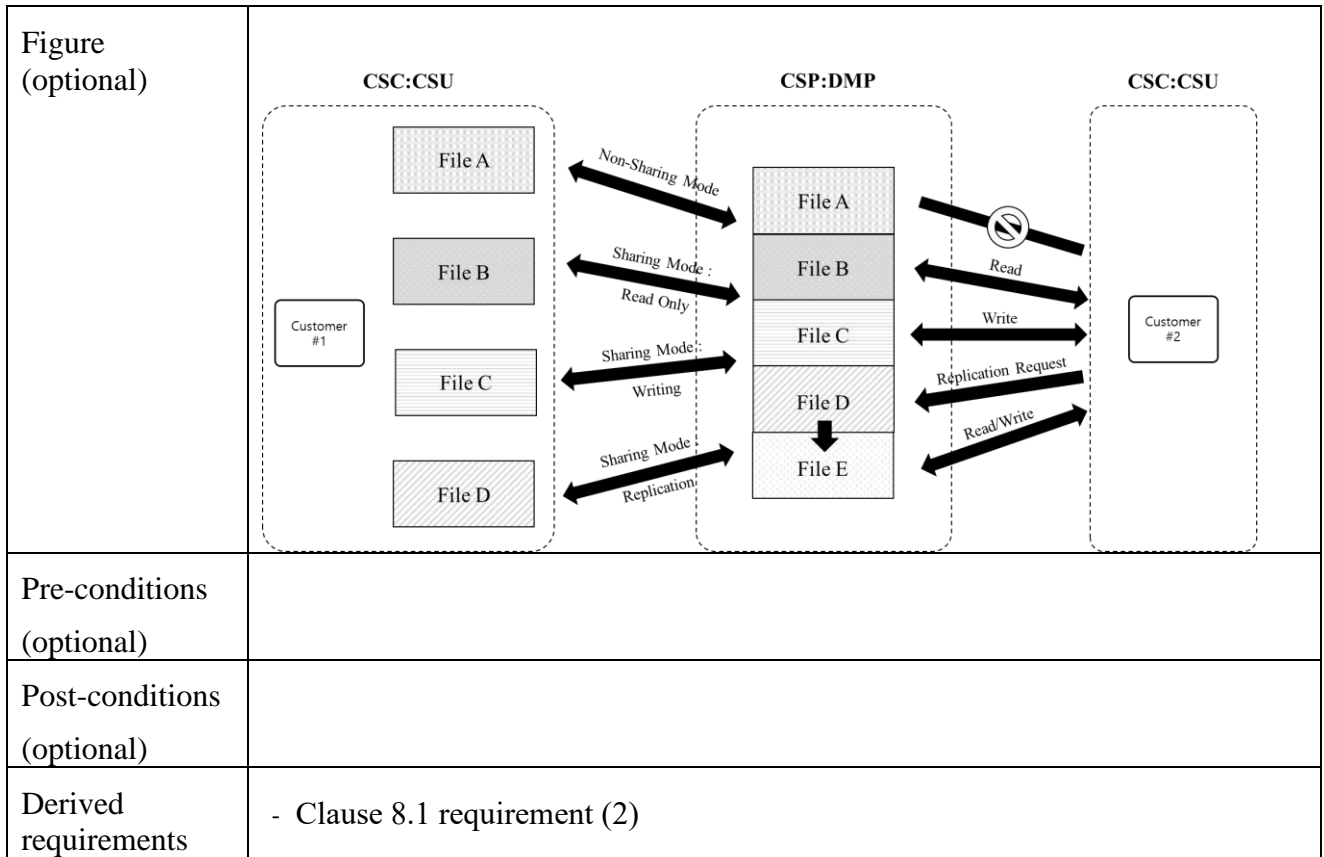 Figure
(optional)
CSC:CSU
CSP:DMP
CSC:CSU
File A
File B
File C
File D
Customer
#1
Non-Sharing Mode
Sharing Mode :
Read Only
Sharing Mode :
Writing
Sharing Mode :
Replication
File A
File B
File C
File D
File E
Read
Write
Replication Request
Read/Write
Customer
#2
Pre-conditions
(optional)
Post-conditions
(optional)
Derived
requirements
- Clause 8.1 requirement (2)